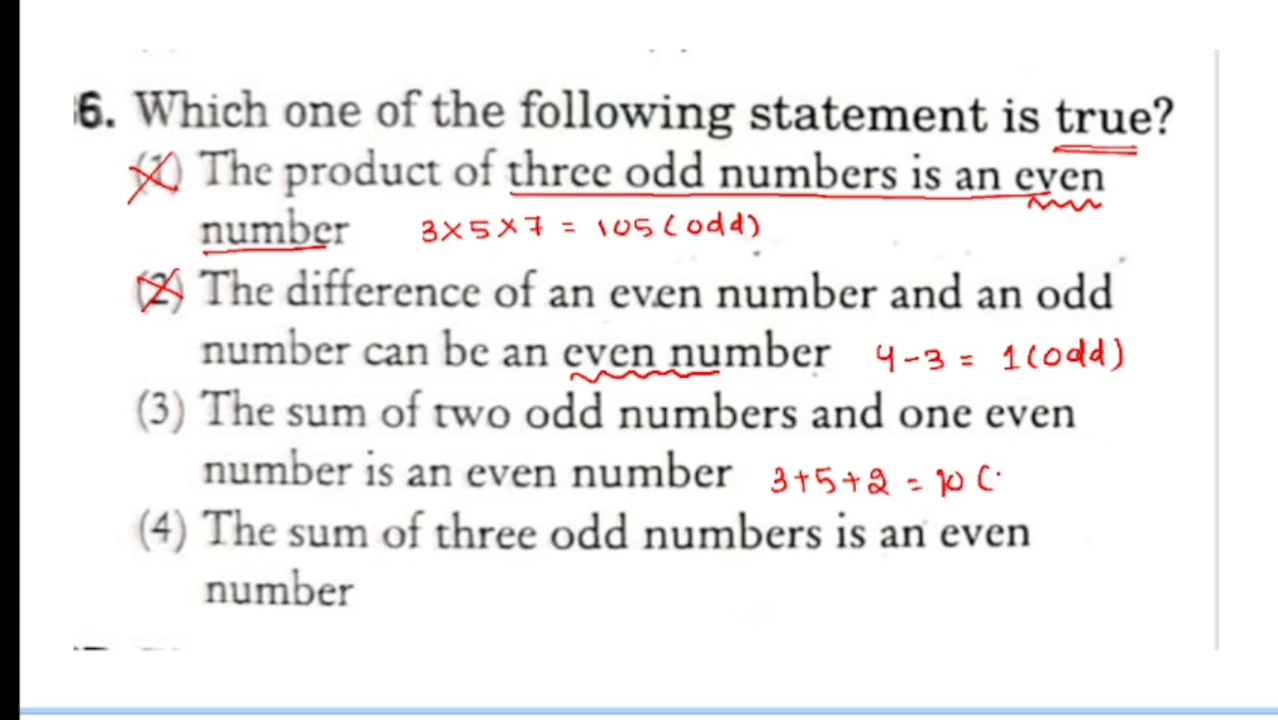 6. Which one of the following statement is true?
(1) The product of three odd numbers is an even
number 3×5×7 = 105 (odd)
(2) The difference of an even number and an odd
number can be an even number 4-3 = 1 (odd)
(3) The sum of two odd numbers and one even
number is an even number 3+5+2 = 10 (
(4) The sum of three odd numbers is an even
number